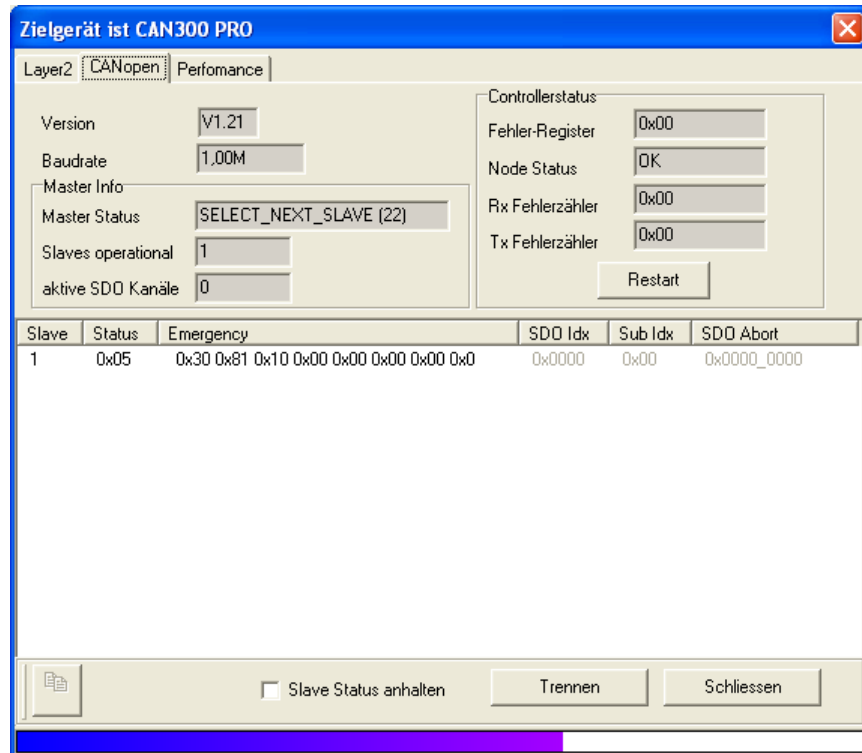 Zielgerät ist CAN300 PRO
Layer2 CANopen Perfomance
Version V1.21
Baudrate 1,00M
Master Info
Master Status SELECT_NEXT_SLAVE (22)
Slaves operational 1
aktive SDO Kanäle 0
Controllerstatus
Fehler-Register 0x00
Node Status OK
Rx Fehlerzähler 0x00
Tx Fehlerzähler 0x00
Restart
Slave Status Emergency SDO Idx Sub Idx SDO Abort
1 0x05 0x30 0x81 0x10 0x00 0x00 0x00 0x00 0x0 0x0000 0x00 0x0000_0000
Slave Status anhalten Trennen Schliessen